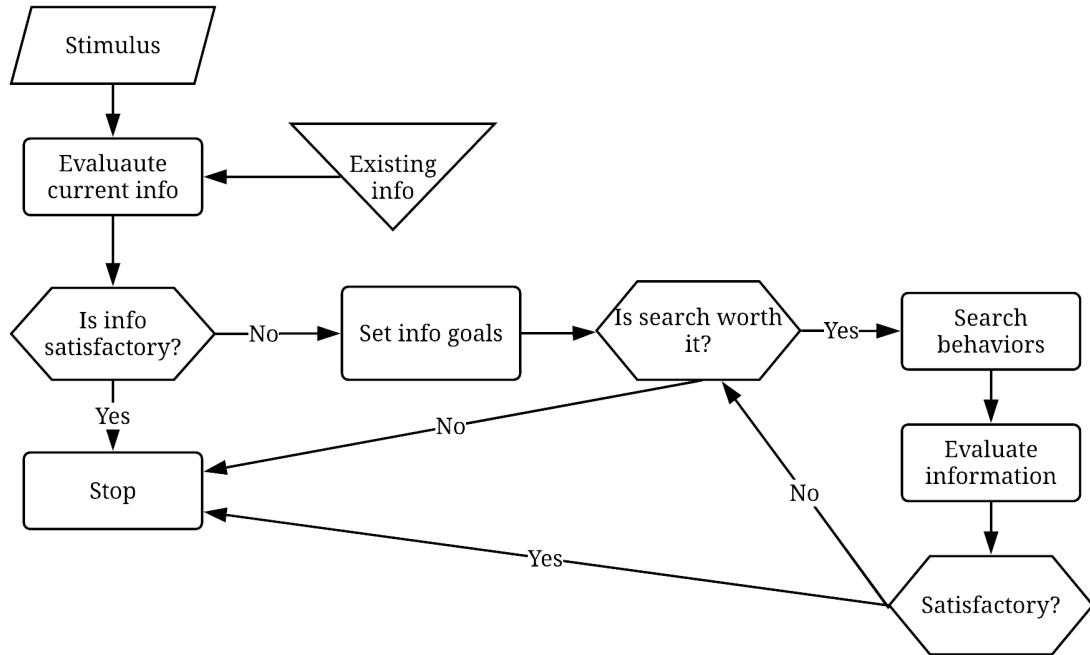 Stimulus
Evaluaute
current info
Existing
info
Is info
satisfactory?
No
Set info goals
Is search worth
it?
Yes
Search
behaviors
Yes
No
Evaluate
information
Stop
No
Yes
Satisfactory?